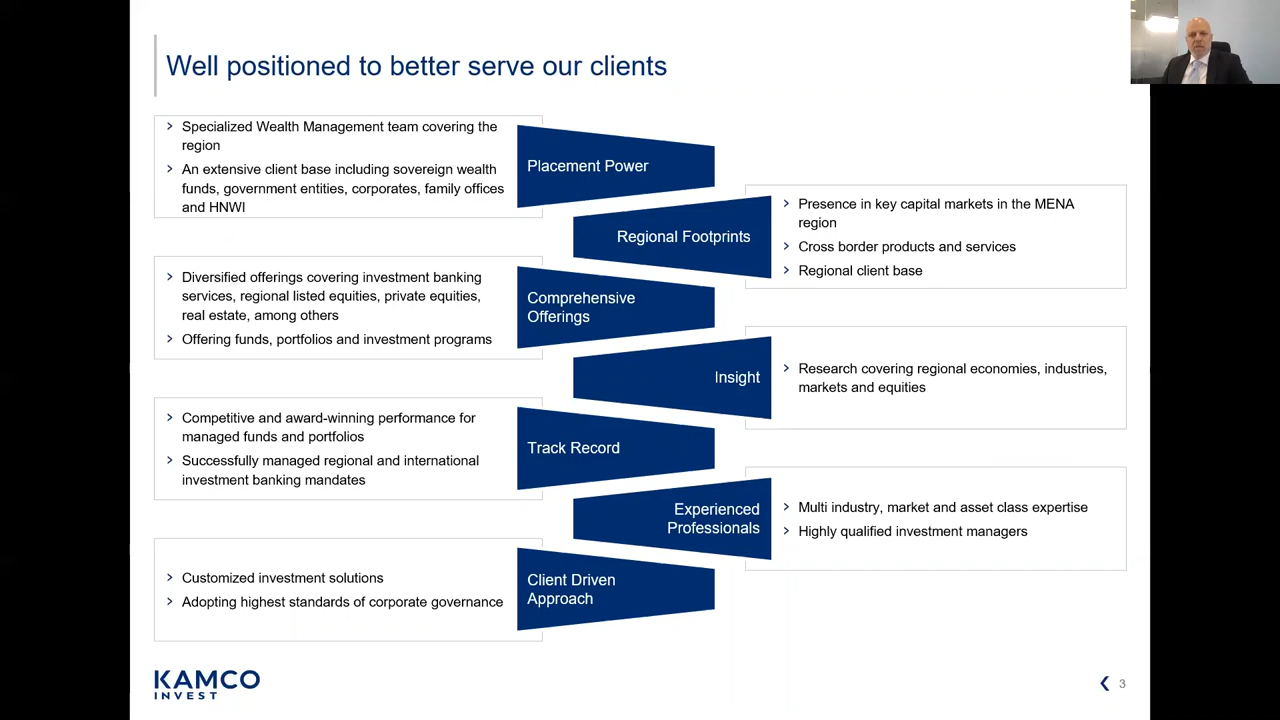 Well positioned to better serve our clients
Specialized Wealth Management team covering the
region
An extensive client base including sovereign wealth
funds, government entities, corporates, family offices
and HNWI
Placement Power
Regional Footprints
Presence in key capital markets in the MENA
region
Cross border products and services
Regional client base
Diversified offerings covering investment banking
services, regional listed equities, private equities,
real estate, among others
Offering funds, portfolios and investment programs
Comprehensive
Offerings
Insight
Research covering regional economies, industries,
markets and equities
Competitive and award-winning performance for
managed funds and portfolios
Successfully managed regional and international
investment banking mandates
Track Record
Experienced
Professionals
Multi industry, market and asset class expertise
Highly qualified investment managers
Customized investment solutions
Adopting highest standards of corporate governance
Client Driven
Approach
KAMCO
INVEST
3